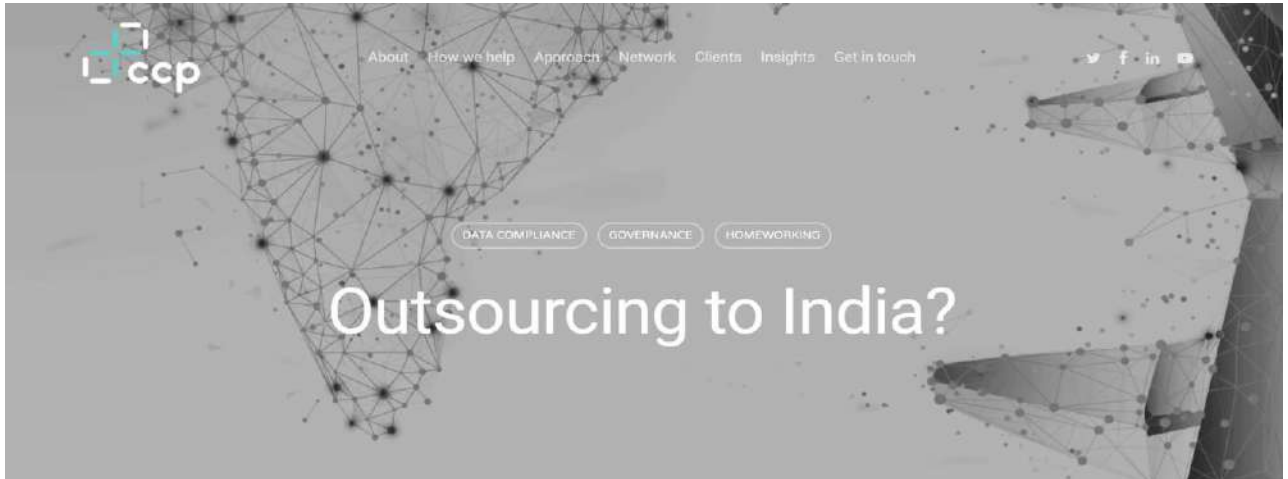 ccp
About How we help Approach Network Clients Insights Get in touch
DATA COMPLIANCE GOVERNANCE HOMEWORKING
Outsourcing to India?